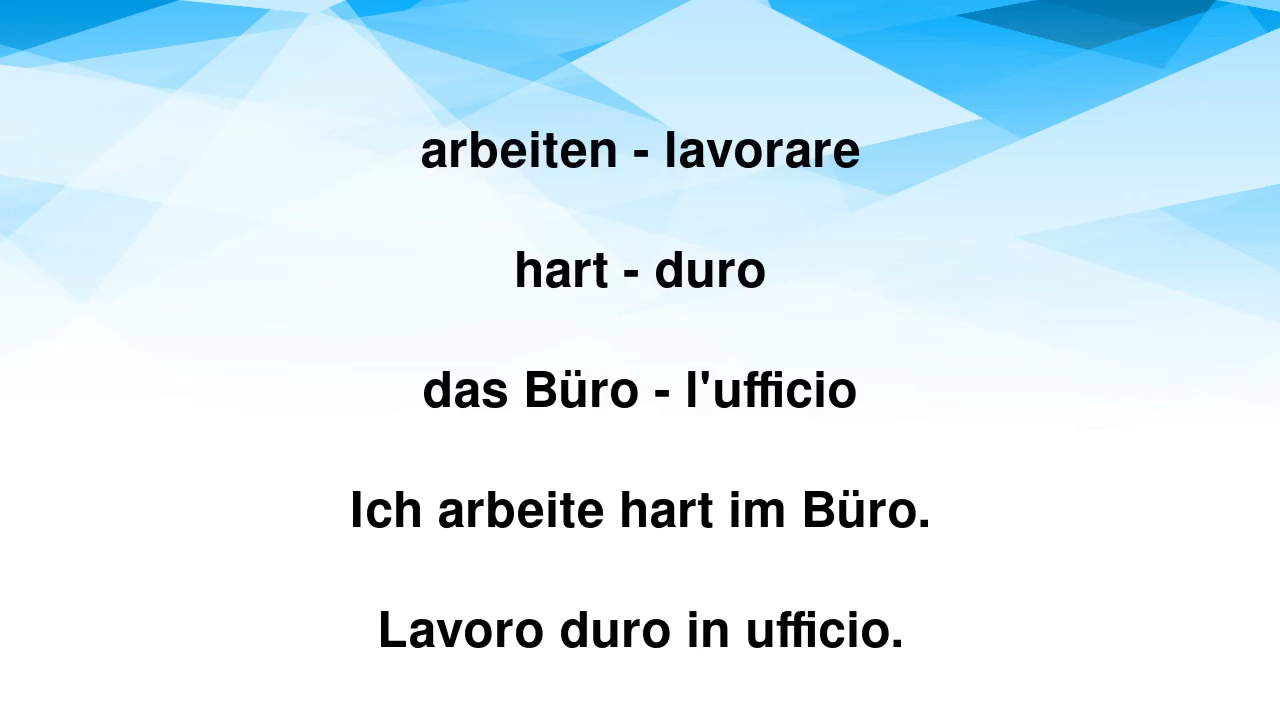 arbeiten - lavorare
hart - duro
das Büro - l'ufficio
Ich arbeite hart im Büro.
Lavoro duro in ufficio.